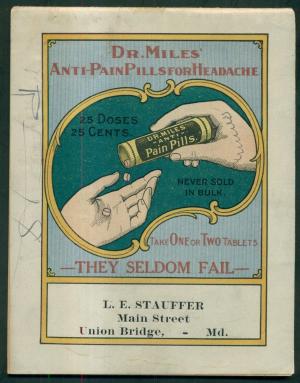 DR. MILES'
ANTI-PAIN PILLS FOR HEADACHE
25 DOSES
25 CENTS.
DR. MILES
ANTI
Pain Pills.
NEVER SOLD
IN BULK.
TAKE ONE OR TWO TABLETS
—THEY SELDOM FAIL—
L. E. STAUFFER
Main Street
Union Bridge, - Md.